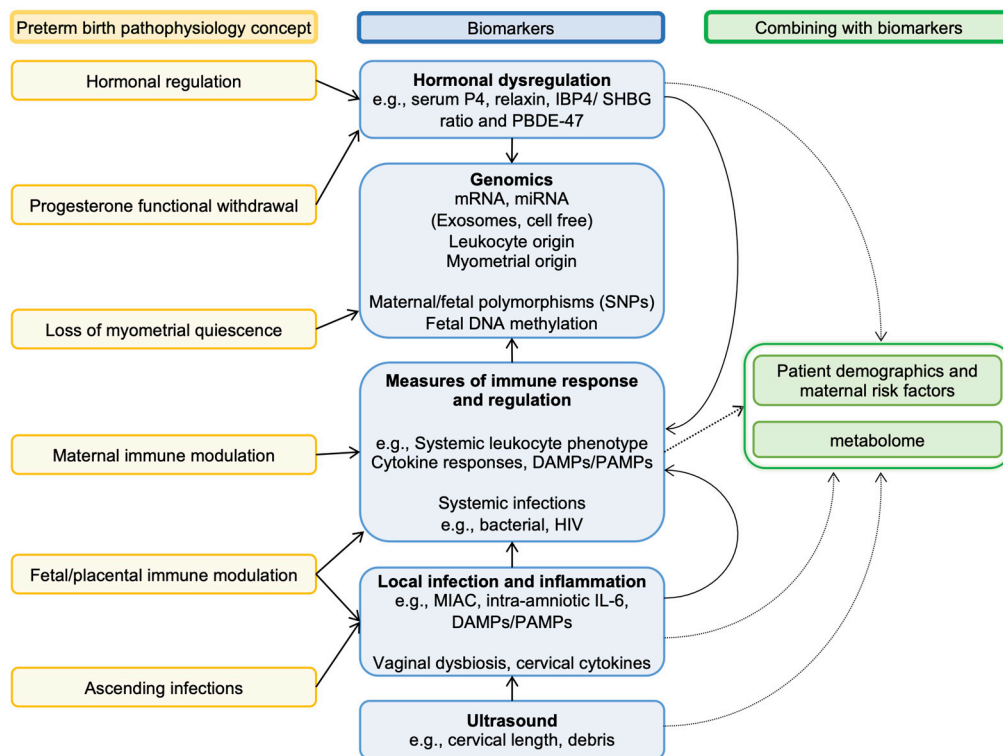 Preterm birth pathophysiology concept
Biomarkers
Combining with biomarkers
Hormonal regulation
Progesterone functional withdrawal
Loss of myometrial quiescence
Maternal immune modulation
Fetal/placental immune modulation
Ascending infections
Hormonal dysregulation
e.g., serum P4, relaxin, IBP4/ SHBG
ratio and PBDE-47
Genomics
mRNA, miRNA
(Exosomes, cell free)
Leukocyte origin
Myometrial origin
Maternal/fetal polymorphisms (SNPs)
Fetal DNA methylation
Measures of immune response
and regulation
e.g., Systemic leukocyte phenotype
Cytokine responses, DAMPs/PAMPs
Systemic infections
e.g., bacterial, HIV
Local infection and inflammation
e.g., MIAC, intra-amniotic IL-6,
DAMPs/PAMPs
Vaginal dysbiosis, cervical cytokines
Ultrasound
e.g., cervical length, debris
Patient demographics and
maternal risk factors
metabolome